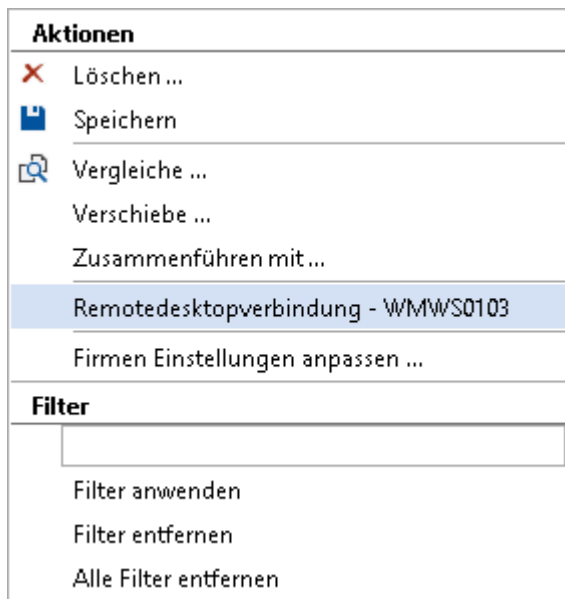 Aktionen
Löschen ...
Speichern
Vergleiche ...
Verschiebe ...
Zusammenführen mit ...
Remotedesktopverbindung - WMWS0103
Firmen Einstellungen anpassen ...
Filter
Filter anwenden
Filter entfernen
Alle Filter entfernen